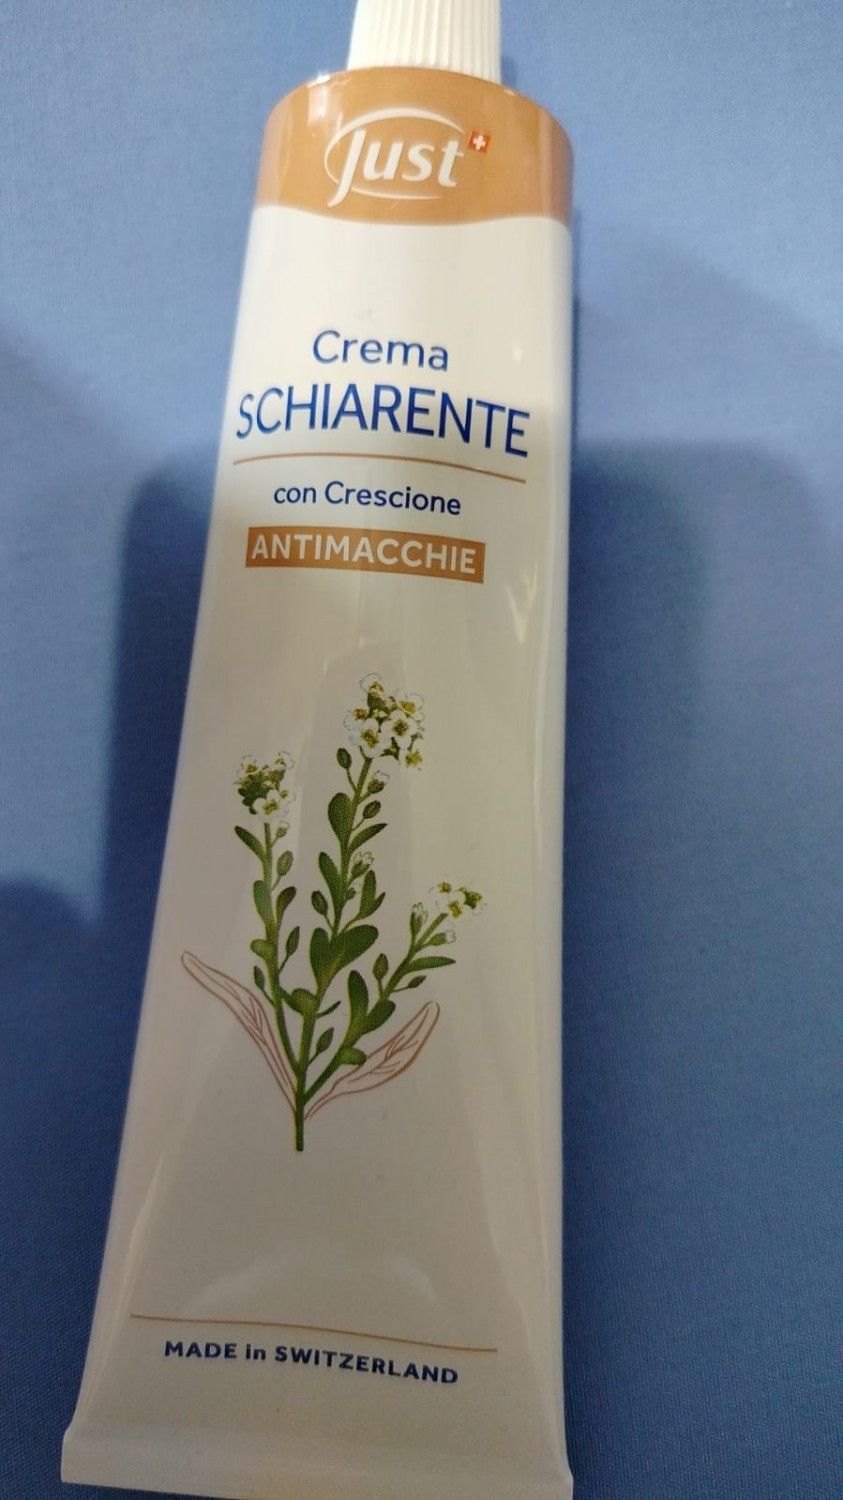 Just
Crema
SCHIARENTE
con Crescione
ANTIMACCHIE
MADE in SWITZERLAND